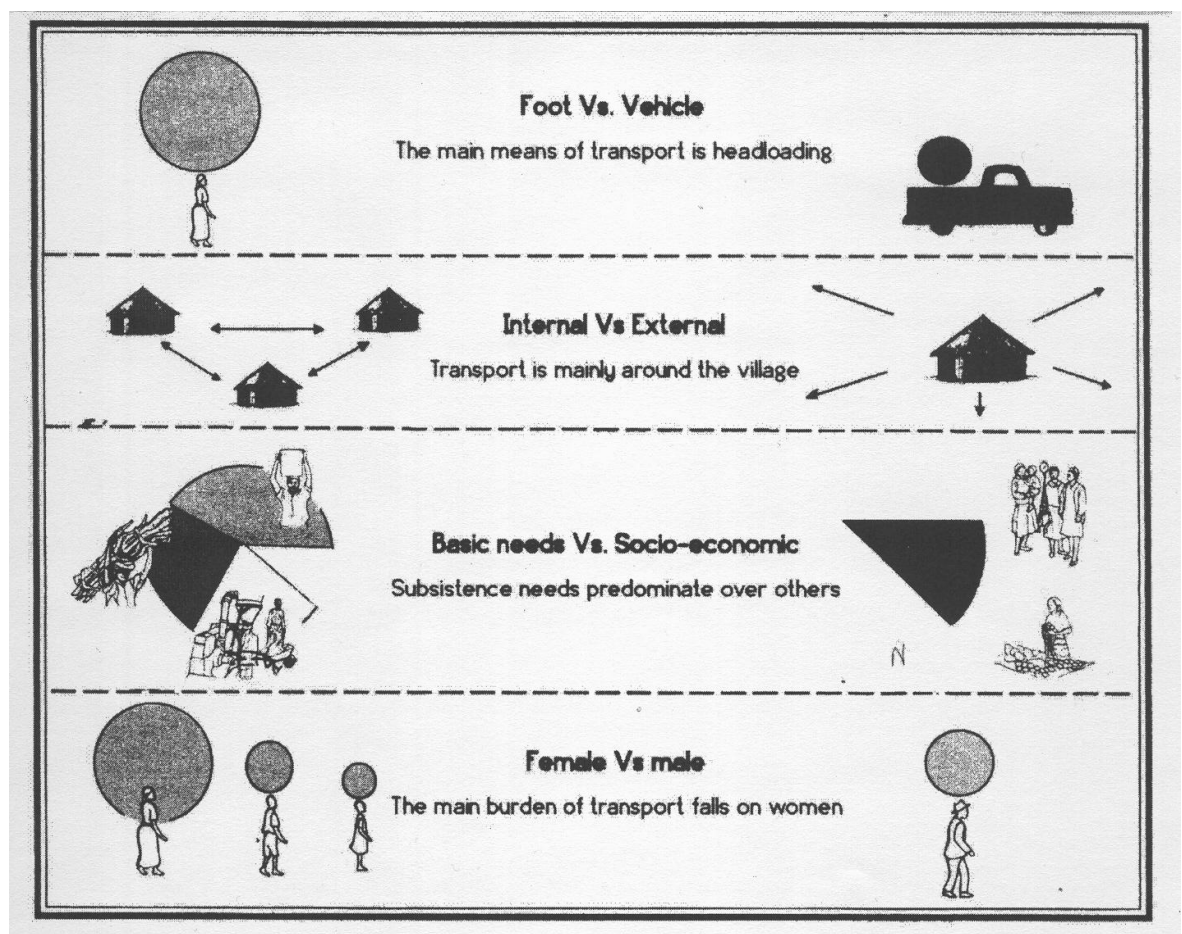 Foot Vs. Vehicle
The main means of transport is headloading
Internal Vs External
Transport is mainly around the village
Basic needs Vs. Socio-economic
Subsistence needs predominate over others
N
Female Vs male
The main burden of transport falls on women